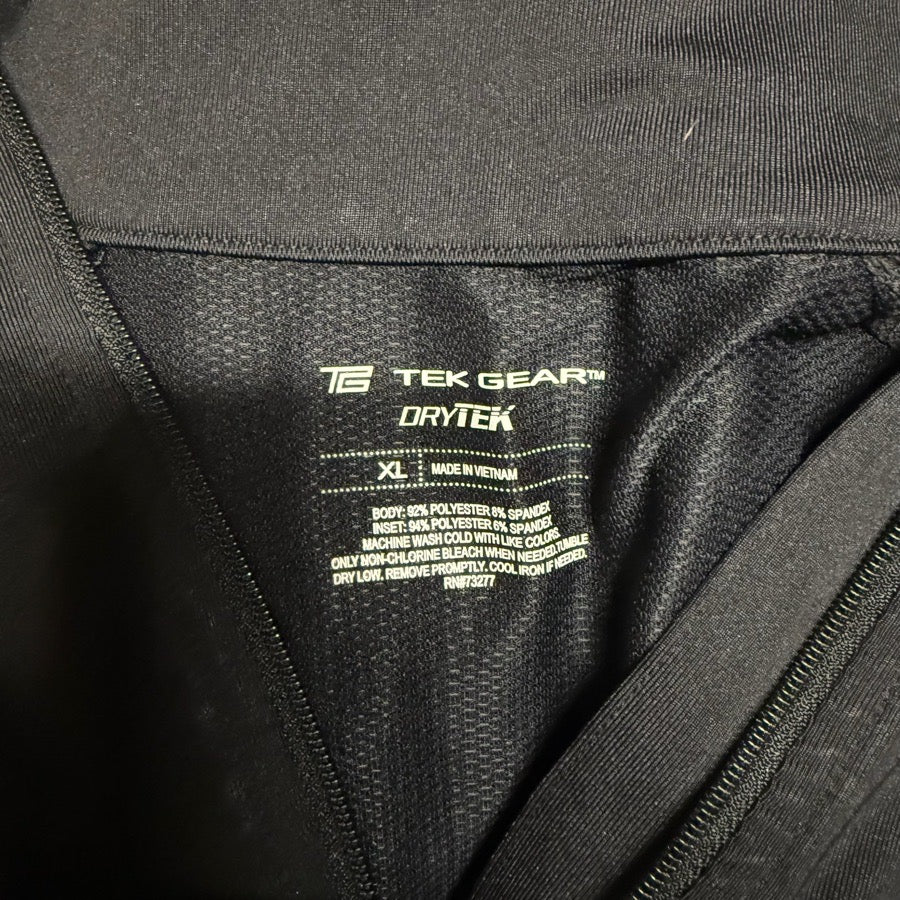 TG TEK GEAR™
DRYTEK
XL MADE IN VIETNAM
BODY: 92% POLYESTER 8% SPANDEX
INSET: 94% POLYESTER 6% SPANDEX
MACHINE WASH COLD WITH LIKE COLORS.
ONLY NON-CHLORINE BLEACH WHEN NEEDED.TUMBLE
DRY LOW. REMOVE PROMPTLY. COOL IRON IF NEEDED.
RN#73277